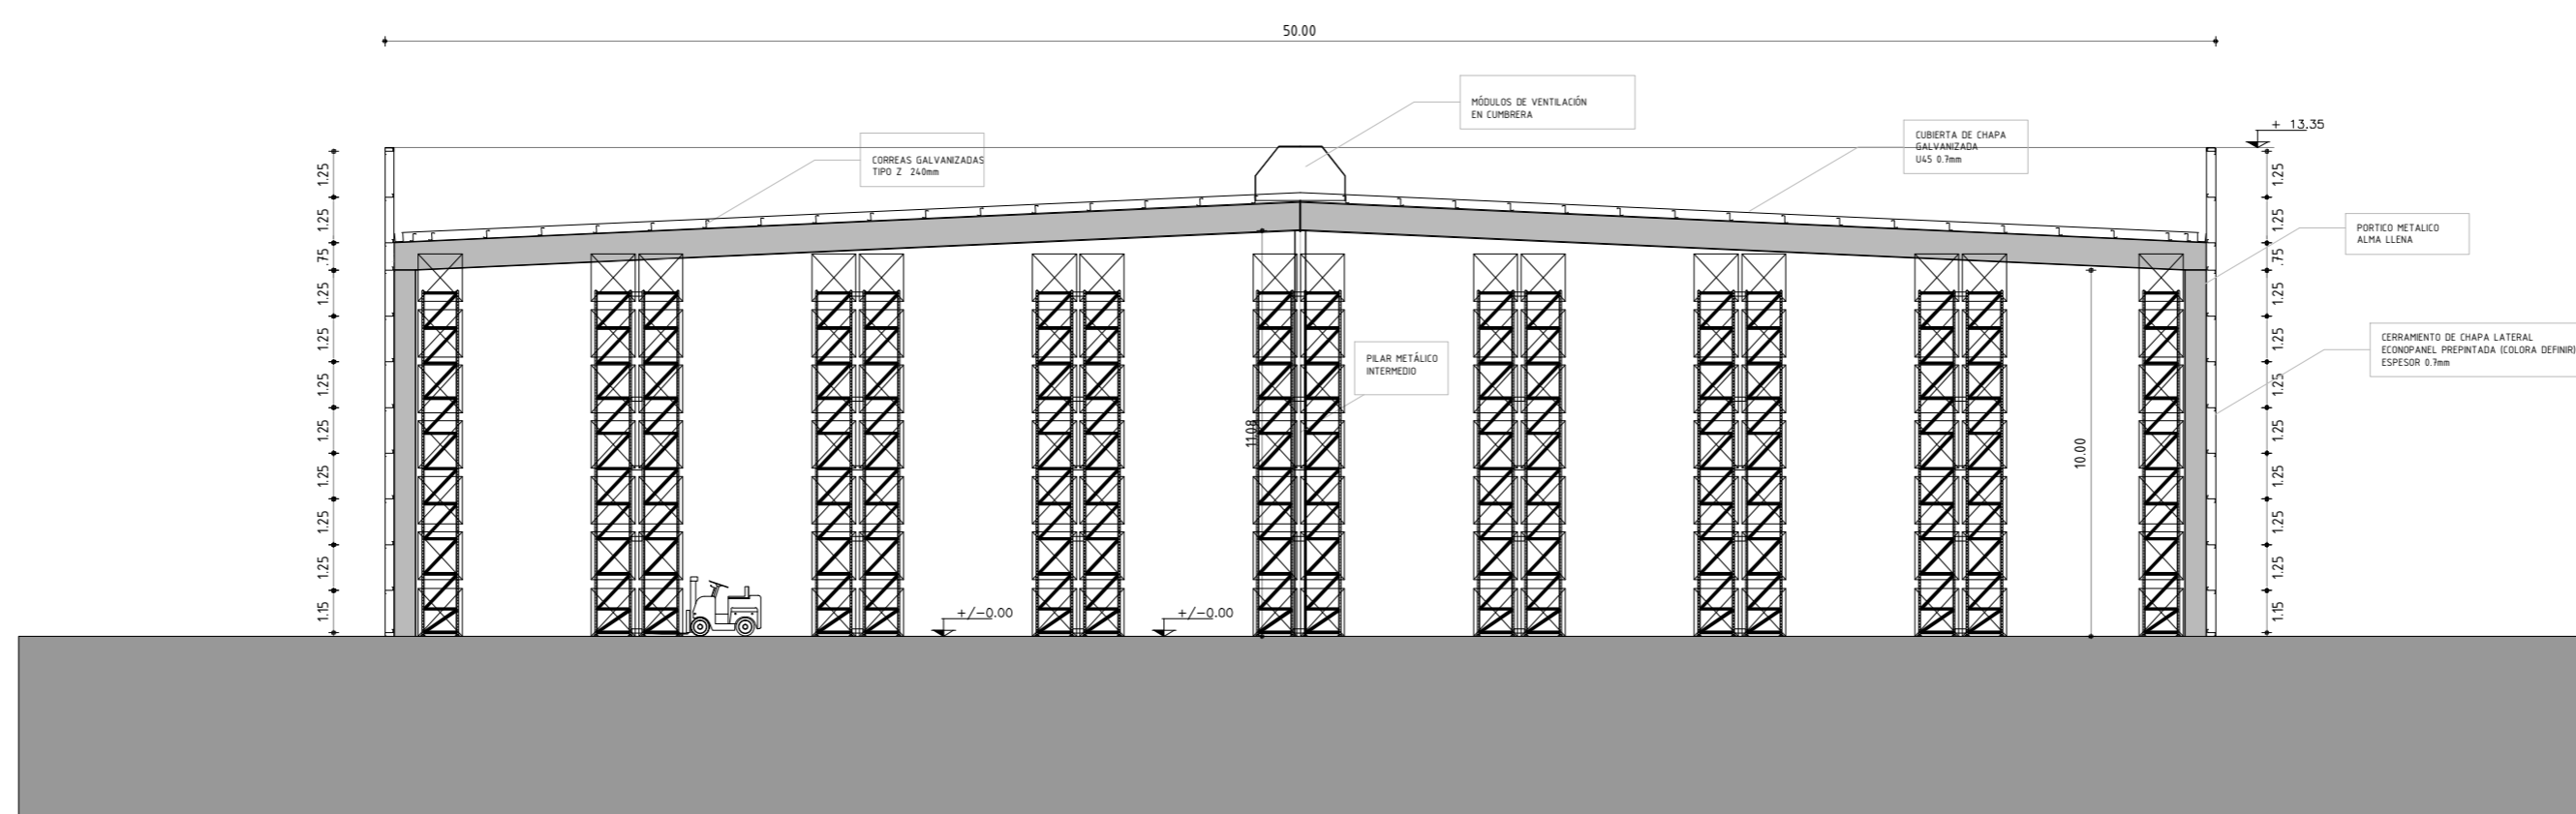 50.00
MÓDULOS DE VENTILACIÓN
EN CUMBRERA
CUBIERTA DE CHAPA
GALVANIZADA
U45 0.7mm
+ 13.35
CORREAS GALVANIZADAS
TIPO Z 240mm
PORTICO METALICO
ALMA LLENA
CERRAMIENTO DE CHAPA LATERAL
ECONOPANEL PREPINTADA (COLORA DEFINIR)
ESPESOR 0.7mm
PILAR METÁLICO
INTERMEDIO
1.25
1.25
.75
1.25
1.25
1.25
1.25
1.25
1.25
1.25
1.15
11.08
10.00
+/-0.00
+/-0.00
1.25
1.25
.75
1.25
1.25
1.25
1.25
1.25
1.25
1.25
1.15